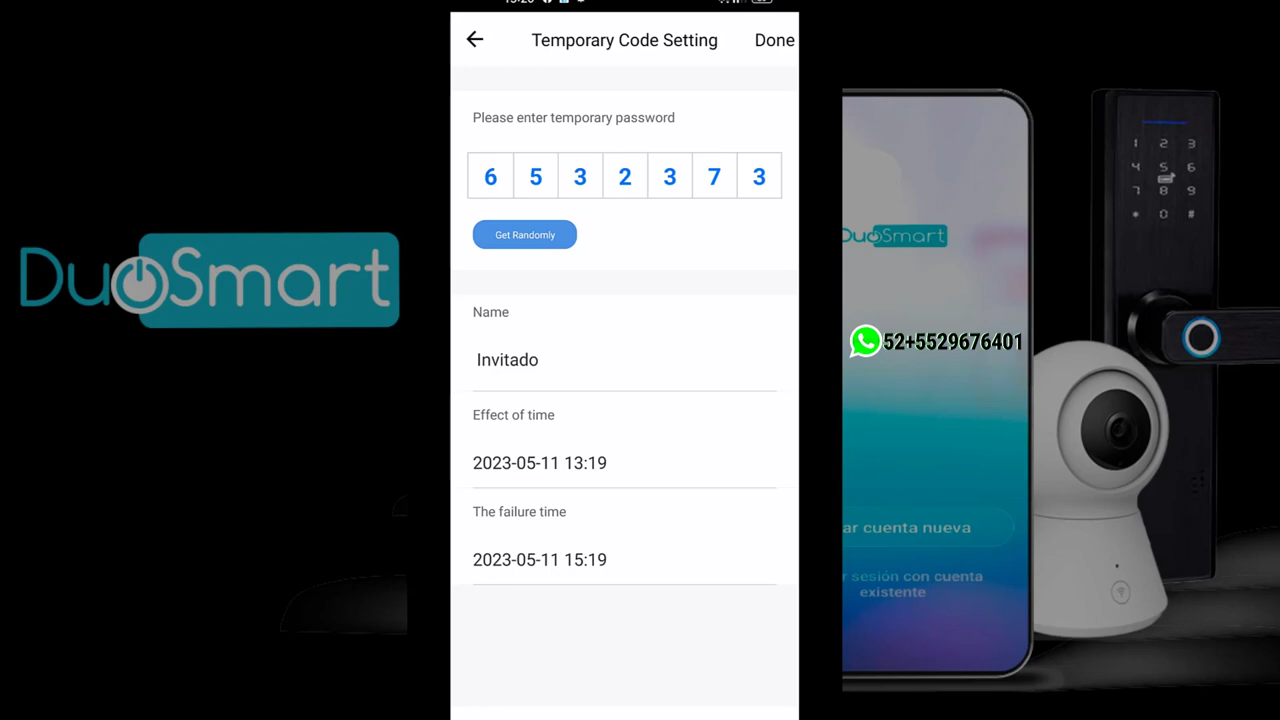 Temporary Code Setting Done
Please enter temporary password
6 5 3 2 3 7 3
Get Randomly
Name
Invitado
Effect of time
2023-05-11 13:19
The failure time
2023-05-11 15:19
DuoSmart
DuoSmart
52+5529676401
ar cuenta nueva
r sesión con cuenta
existente
1 2 3
4 5 6
7 8 9
* 0 #